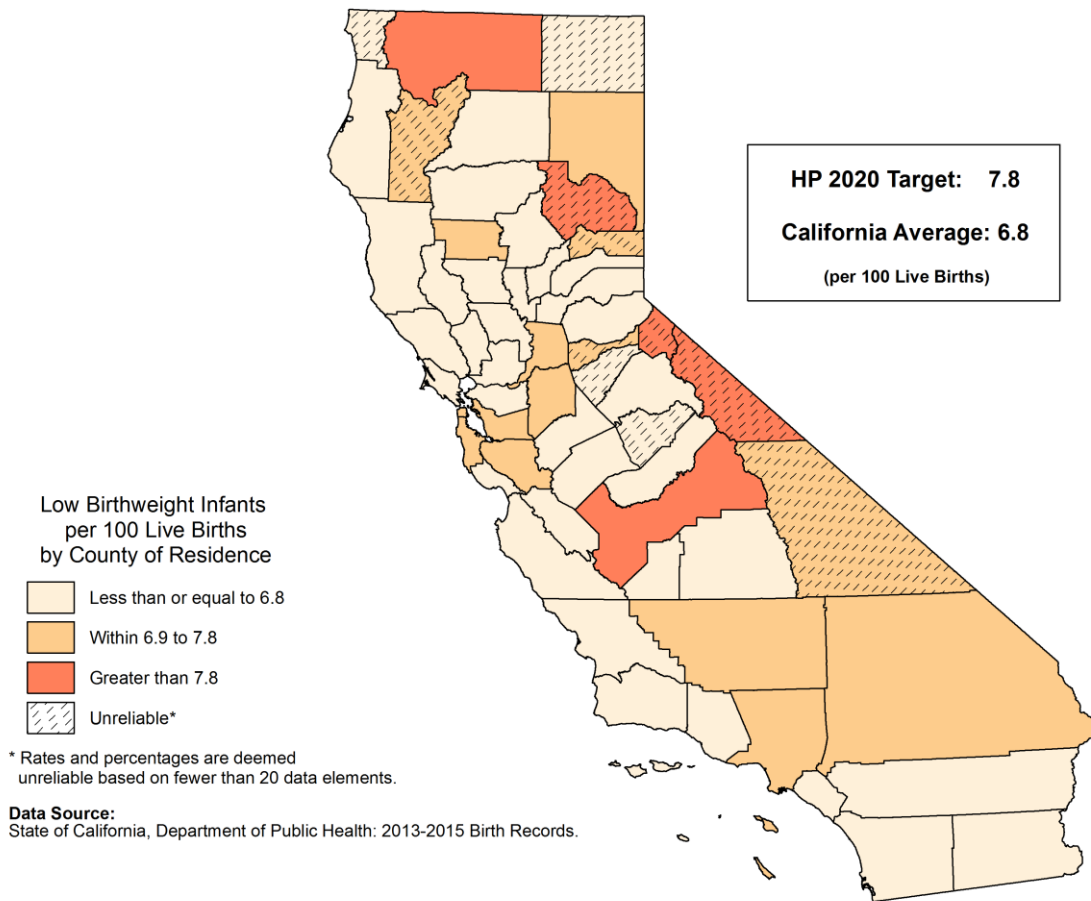 HP 2020 Target: 7.8
California Average: 6.8
(per 100 Live Births)
Low Birthweight Infants
per 100 Live Births
by County of Residence
Less than or equal to 6.8
Within 6.9 to 7.8
Greater than 7.8
Unreliable*
* Rates and percentages are deemed
unreliable based on fewer than 20 data elements.
Data Source:
State of California, Department of Public Health: 2013-2015 Birth Records.